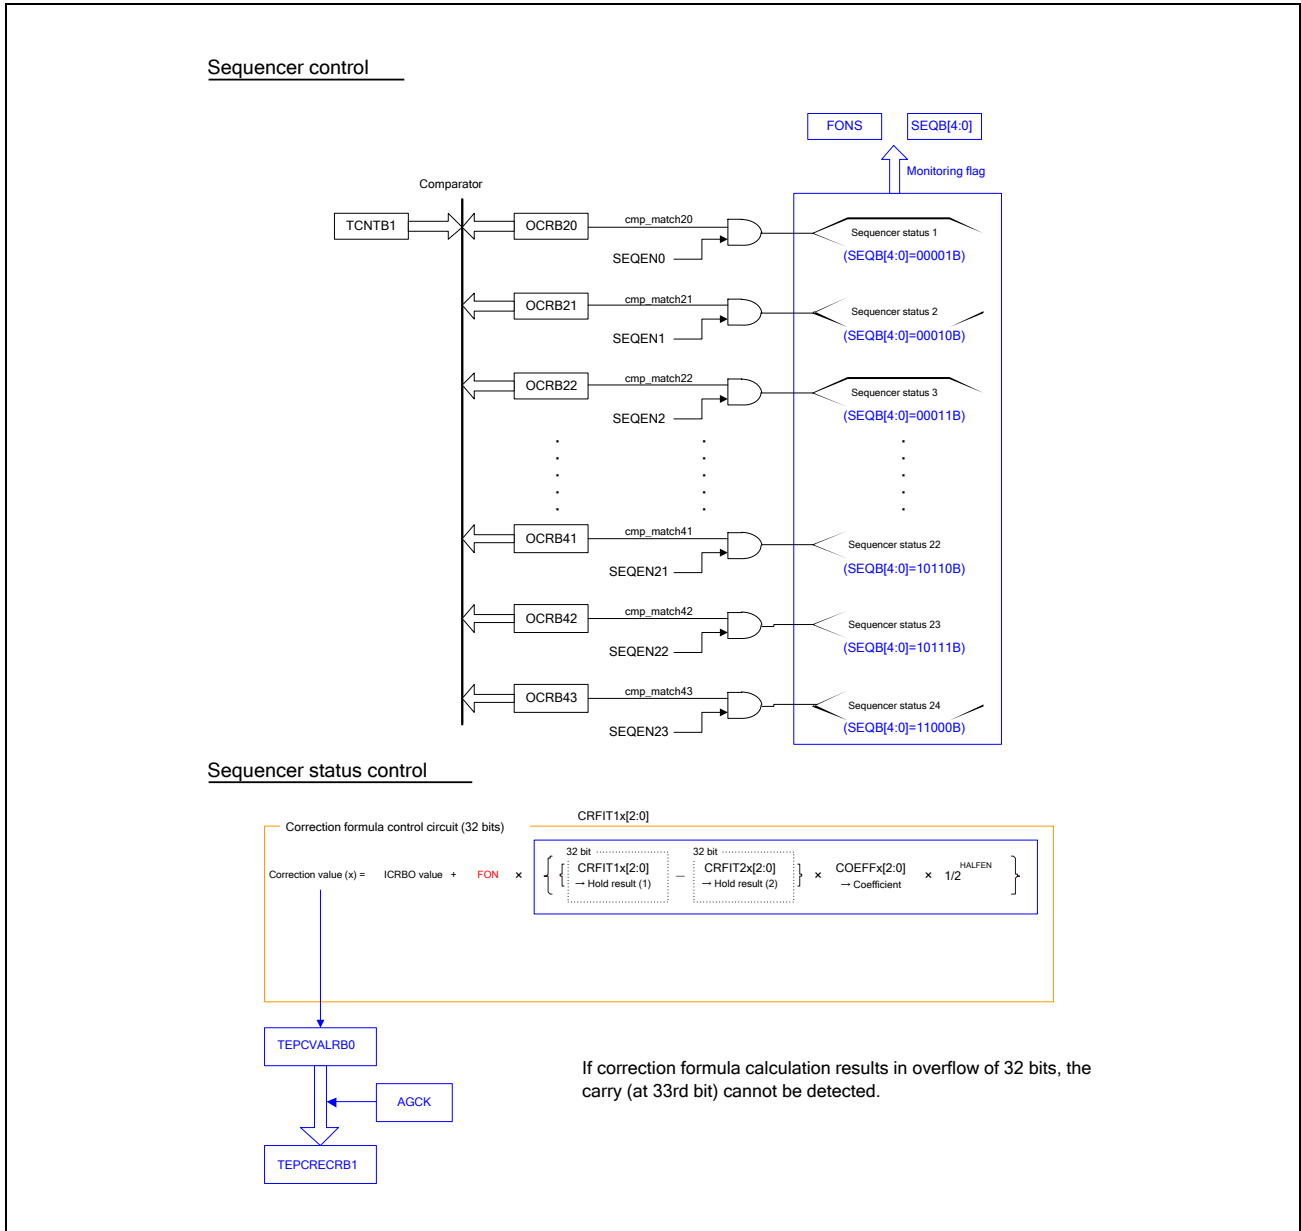 Sequencer control
FONS
SEQB[4:0]
Monitoring flag
Comparator
TCNTB1
OCRB20
cmp_match20
SEQEN0
Sequencer status 1
(SEQB[4:0]=00001B)
OCRB21
cmp_match21
SEQEN1
Sequencer status 2
(SEQB[4:0]=00010B)
OCRB22
cmp_match22
SEQEN2
Sequencer status 3
(SEQB[4:0]=00011B)
OCRB41
cmp_match41
SEQEN21
Sequencer status 22
(SEQB[4:0]=10110B)
OCRB42
cmp_match42
SEQEN22
Sequencer status 23
(SEQB[4:0]=10111B)
OCRB43
cmp_match43
SEQEN23
Sequencer status 24
(SEQB[4:0]=11000B)
Sequencer status control
CRFIT1x[2:0]
Correction formula control circuit (32 bits)
32 bit
32 bit
Correction value (x) = ICRBO value + FON × { { CRFIT1x[2:0] − CRFIT2x[2:0] } × COEFFx[2:0] × 1/2 HALFEN }
→ Hold result (1)
→ Hold result (2)
→ Coefficient
TEPCVALRB0
AGCK
TEPCRECRB1
If correction formula calculation results in overflow of 32 bits, the
carry (at 33rd bit) cannot be detected.